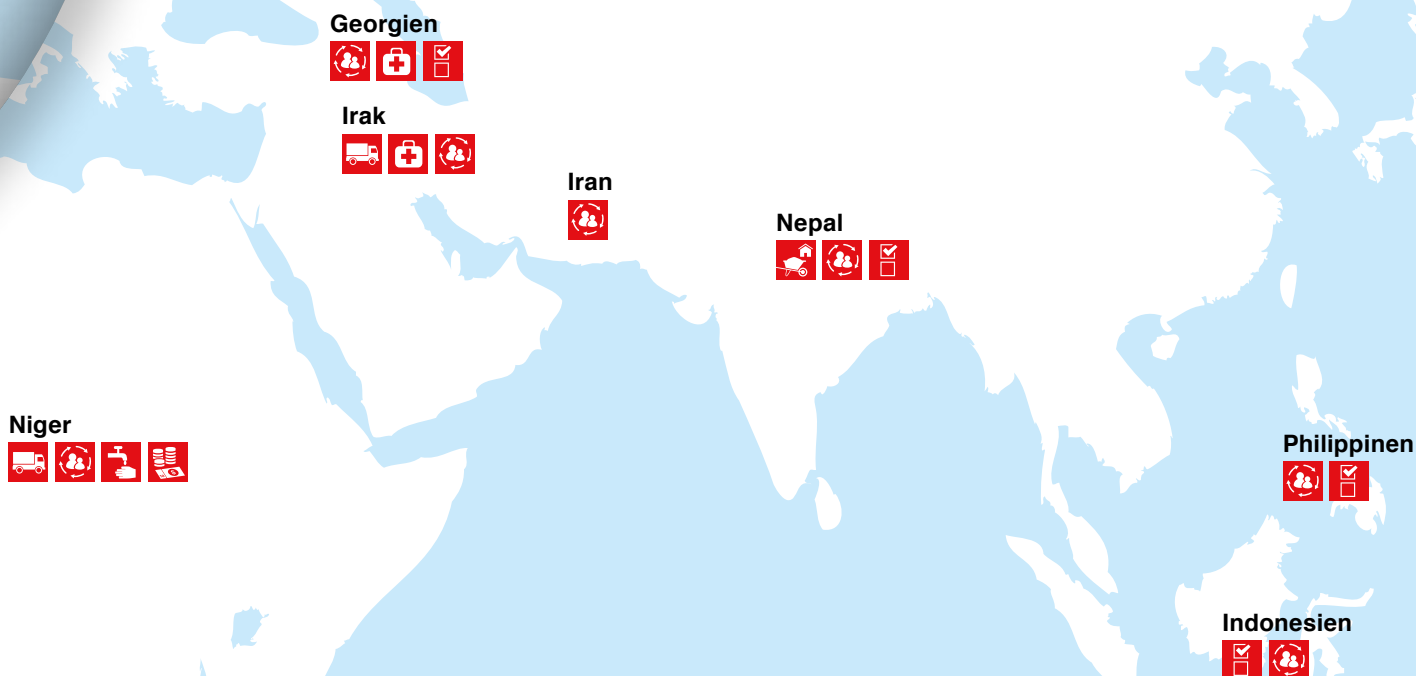 Georgien
Irak
Iran
Nepal
Niger
Philippinen
Indonesien